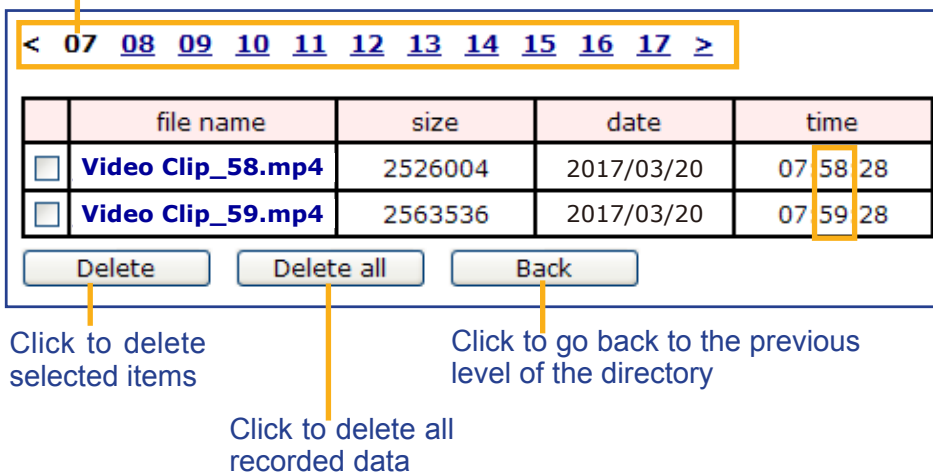 < 07 08 09 10 11 12 13 14 15 16 17 >
file name size date time
Video Clip_58.mp4 2526004 2017/03/20 07:58:28
Video Clip_59.mp4 2563536 2017/03/20 07:59:28
Delete Delete all Back
Click to delete
selected items
Click to go back to the previous
level of the directory
Click to delete all
recorded data